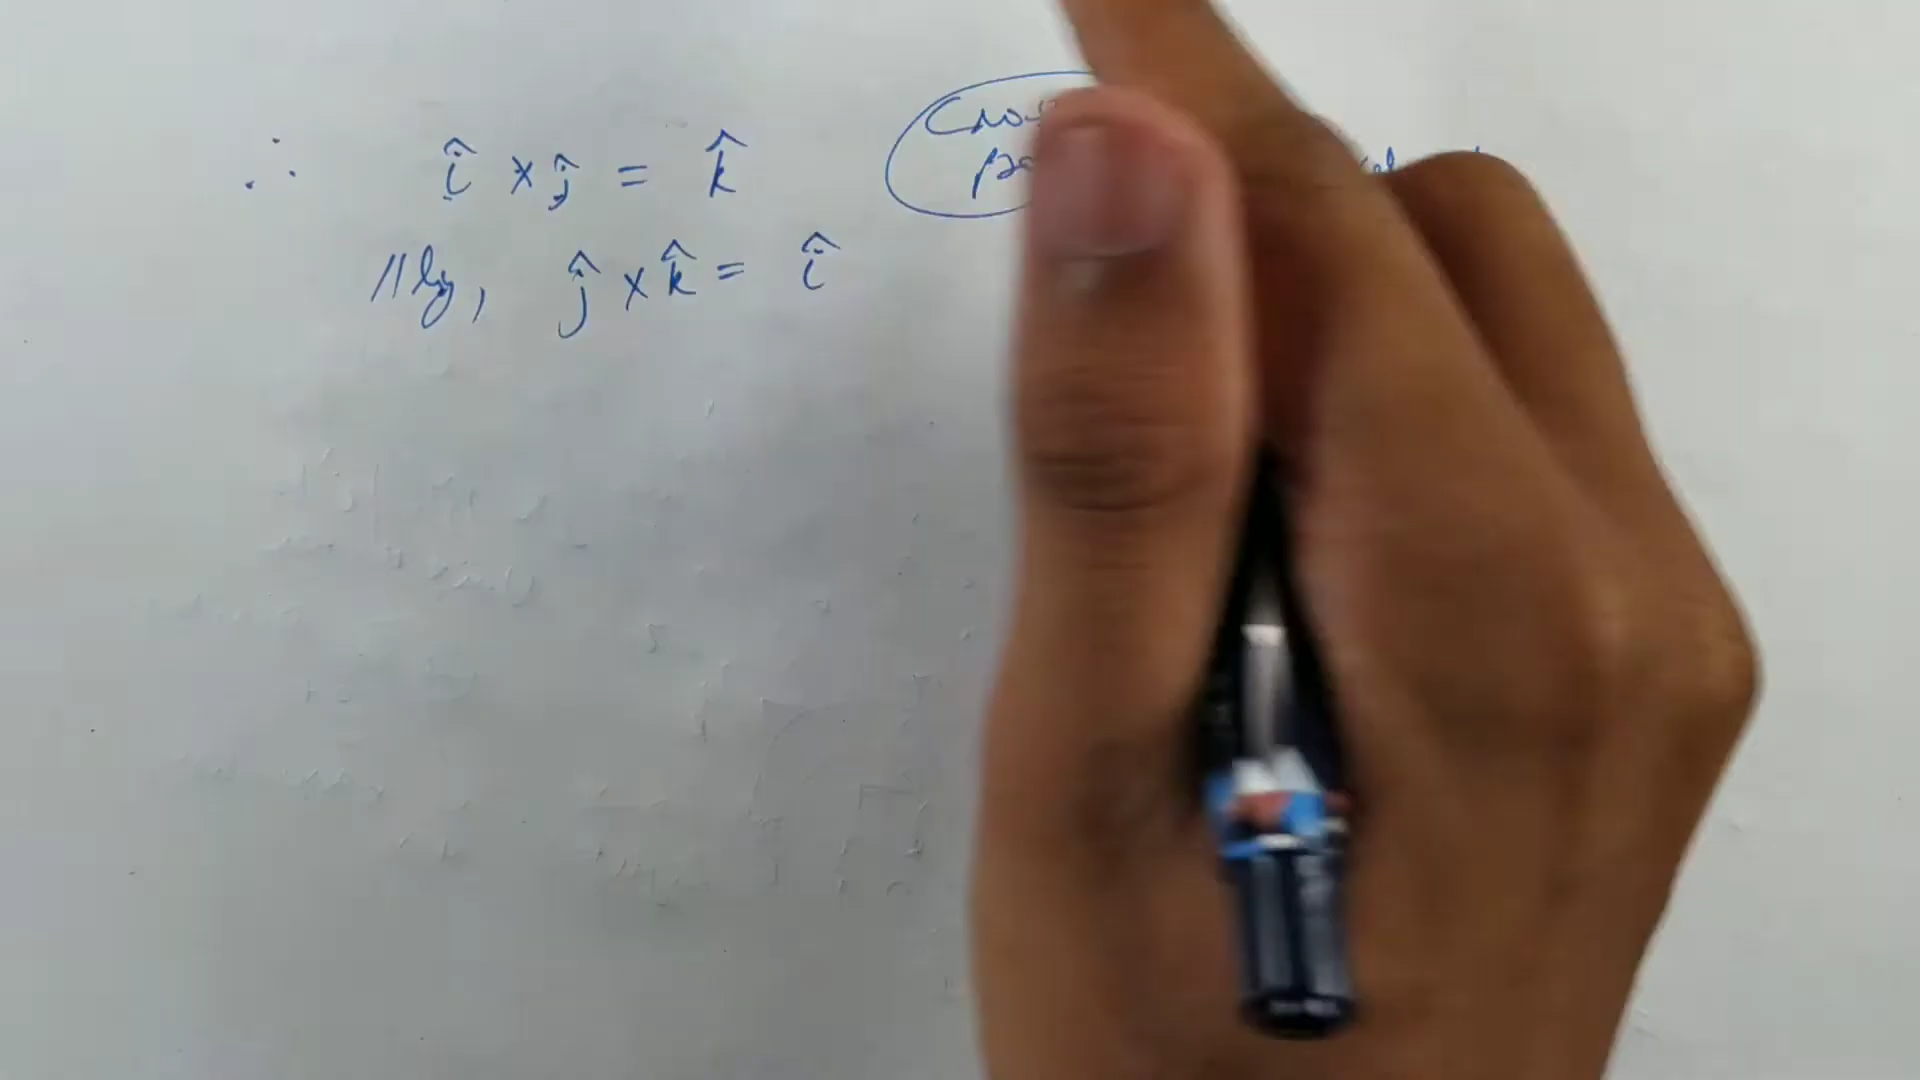 ∴ î × ĵ = k̂
||ly, ĵ × k̂ = î